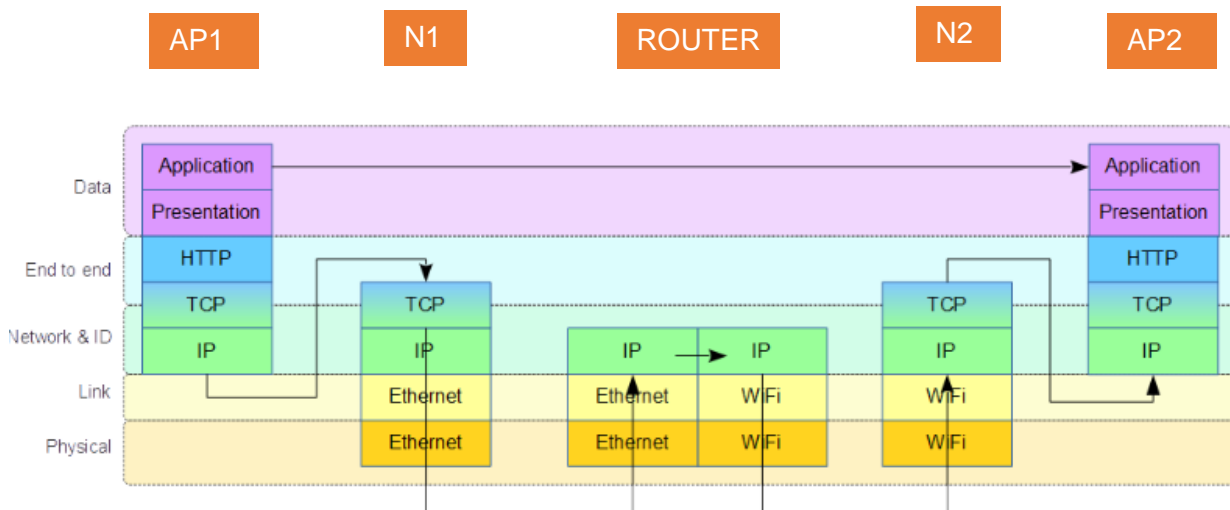 AP1
N1
ROUTER
N2
AP2
Data
Application
Application
Presentation
Presentation
End to end
HTTP
HTTP
TCP
TCP
TCP
TCP
Network & ID
IP
IP
IP
IP
IP
IP
Link
Ethernet
Ethernet
WiFi
WiFi
Physical
Ethernet
Ethernet
WiFi
WiFi